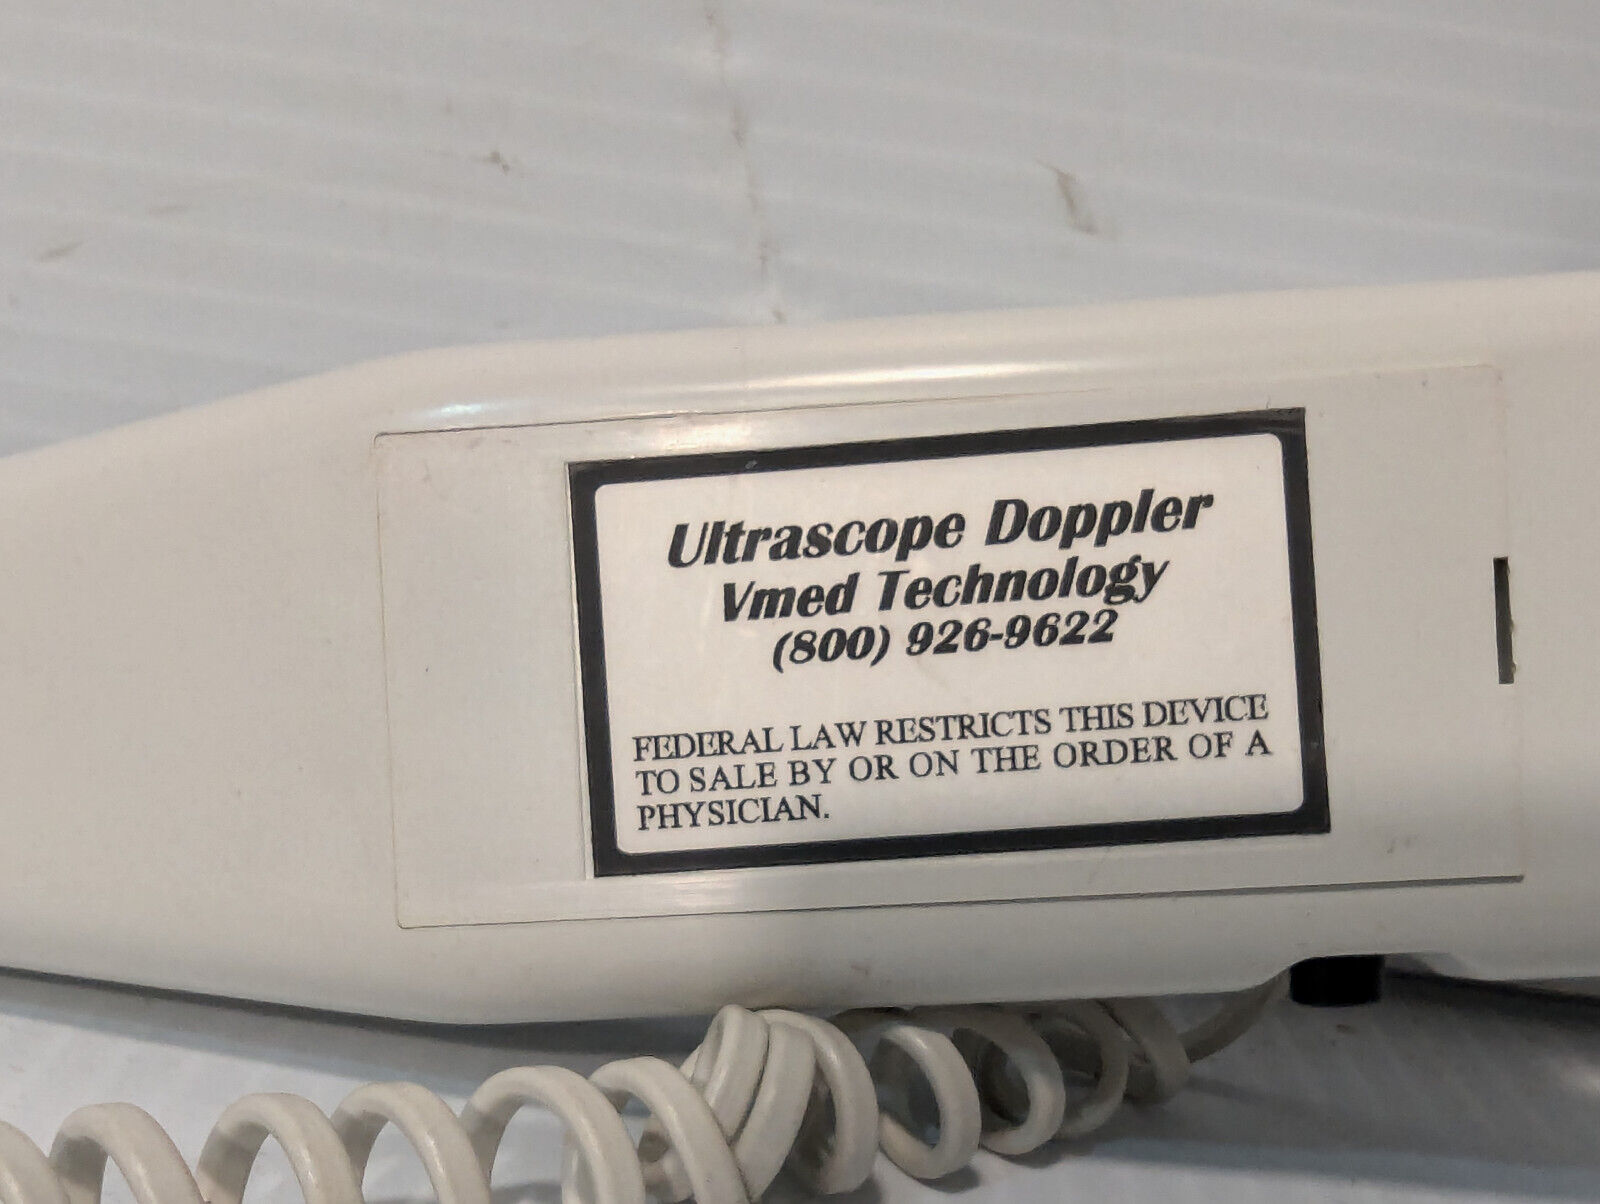 Ultrascope Doppler
Vmed Technology
(800) 926-9622
FEDERAL LAW RESTRICTS THIS DEVICE
TO SALE BY OR ON THE ORDER OF A
PHYSICIAN.